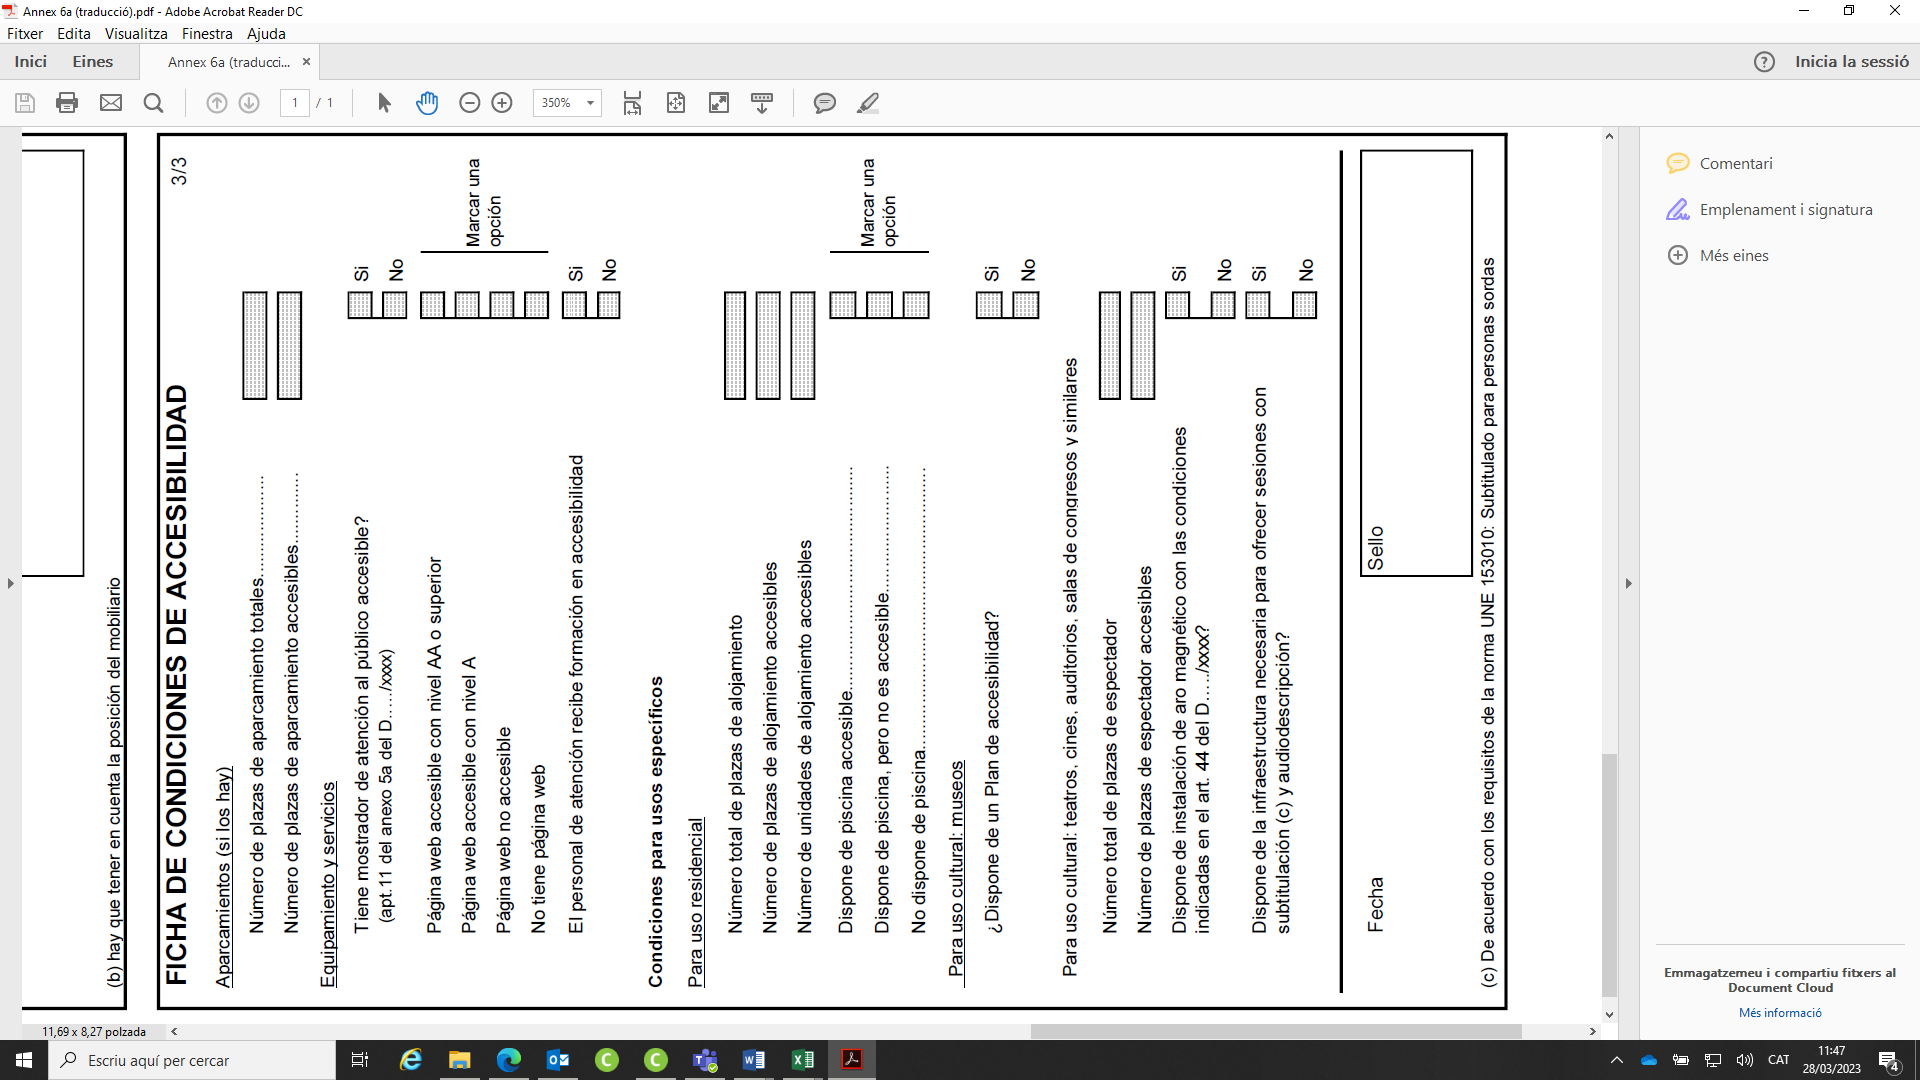 Annex 6a (traducció).pdf - Adobe Acrobat Reader DC
Fitxer Edita Visualitza Finestra Ajuda
Inici Eines Annex 6a (traducci... × Inicia la sessió
1 / 1 350%
(b) hay que tener en cuenta la posición del mobiliario
FICHA DE CONDICIONES DE ACCESIBILIDAD 3/3
Aparcamientos (si los hay)
Número de plazas de aparcamiento totales
Número de plazas de aparcamiento accesibles
Equipamiento y servicios
Tiene mostrador de atención al público accesible? Si
(apt.11 del anexo 5a del D…../xxxx) No
Página web accesible con nivel AA o superior
Página web accesible con nivel A
Página web no accesible
No tiene página web
Marcar una
opción
El personal de atención recibe formación en accesibilidad Si
No
Condiciones para usos específicos
Para uso residencial
Número total de plazas de alojamiento
Número de plazas de alojamiento accesibles
Número de unidades de alojamiento accesibles
Dispone de piscina accesible
Dispone de piscina, pero no es accesible
No dispone de piscina
Marcar una
opción
Para uso cultural: museos
¿Dispone de un Plan de accesibilidad? Si
No
Para uso cultural: teatros, cines, auditorios, salas de congresos y similares
Número total de plazas de espectador
Número de plazas de espectador accesibles
Dispone de instalación de aro magnético con las condiciones Si
indicadas en el art. 44 del D…../xxxx? No
Dispone de la infraestructura necesaria para ofrecer sesiones con Si
subtitulación (c) y audiodescripción? No
Fecha
Sello
(c) De acuerdo con los requisitos de la norma UNE 153010: Subtitulado para personas sordas
Comentari
Emplenament i signatura
Més eines
Emmagatzemeu i compartiu fitxers al
Document Cloud
Més informació
11,69 x 8,27 polzada
Escriu aquí per cercar
CAT
11:47
28/03/2023
4